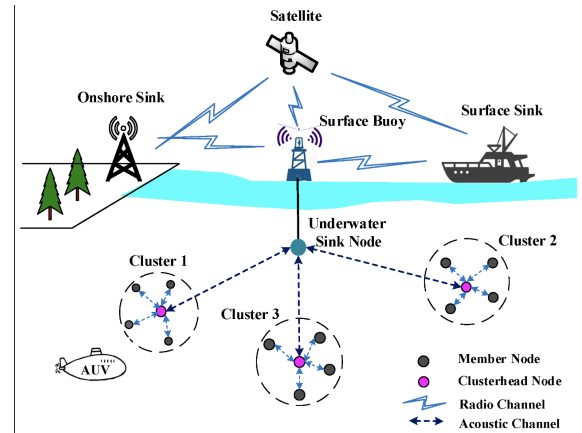 Satellite
Onshore Sink
Surface Buoy
Surface Sink
Underwater
Sink Node
Cluster 1
Cluster 2
Cluster 3
AUV
Member Node
Clusterhead Node
Radio Channel
Acoustic Channel